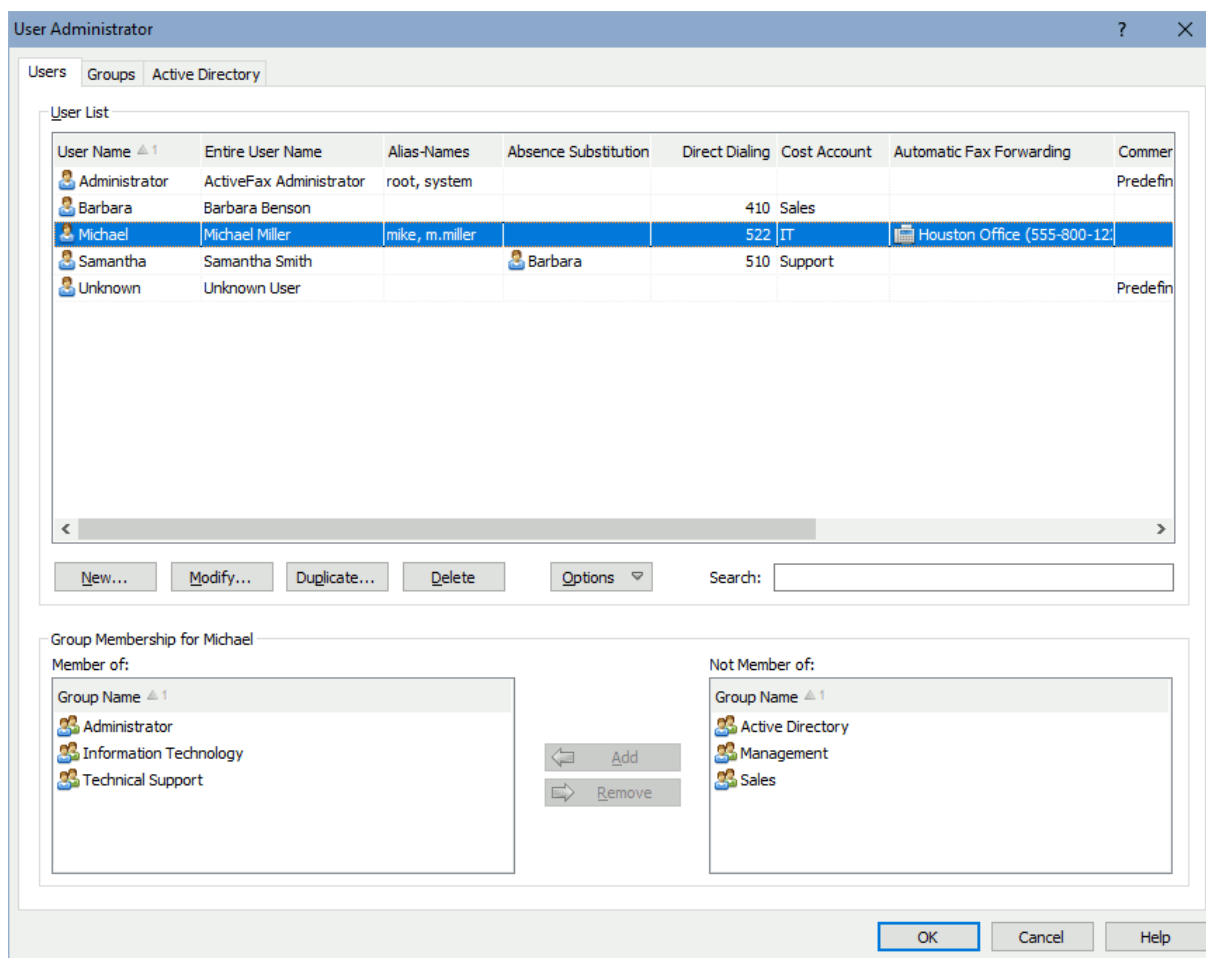 User Administrator ?
Users Groups Active Directory
User List
User Name 1 Entire User Name Alias-Names Absence Substitution Direct Dialing Cost Account Automatic Fax Forwarding Commer
Administrator ActiveFax Administrator root, system Predefin
Barbara Barbara Benson 410 Sales
Michael Michael Miller mike, m.miller 522 IT Houston Office (555-800-12
Samantha Samantha Smith Barbara 510 Support
Unknown Unknown User Predefin
New... Modify... Duplicate... Delete Options Search:
Group Membership for Michael
Member of: Not Member of:
Group Name 1 Group Name 1
Administrator Active Directory
Information Technology Add Management
Technical Support Remove Sales
OK Cancel Help